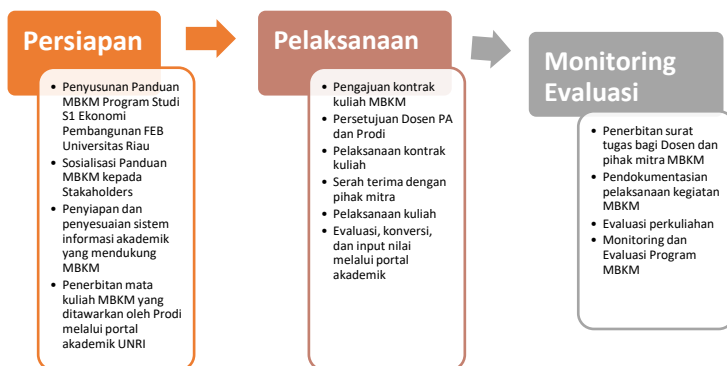 Persiapan
• Penyusunan Panduan
MBKM Program Studi
S1 Ekonomi
Pembangunan FEB
Universitas Riau
• Sosialisasi Panduan
MBKM kepada
Stakeholders
• Penyiapan dan
penyesuaian sistem
informasi akademik
yang mendukung
MBKM
• Penerbitan mata
kuliah MBKM yang
ditawarkan oleh Prodi
melalui portal
akademik UNRI
Pelaksanaan
• Pengajuan kontrak
kuliah MBKM
• Persetujuan Dosen PA
dan Prodi
• Pelaksanaan kontrak
kuliah
• Serah terima dengan
pihak mitra
• Pelaksanaan kuliah
• Evaluasi, konversi,
dan input nilai
melalui portal
akademik
Monitoring
Evaluasi
• Penerbitan surat
tugas bagi Dosen dan
pihak mitra MBKM
• Pendokumentasian
pelaksanaan kegiatan
MBKM
• Evaluasi perkuliahan
• Monitoring dan
Evaluasi Program
MBKM